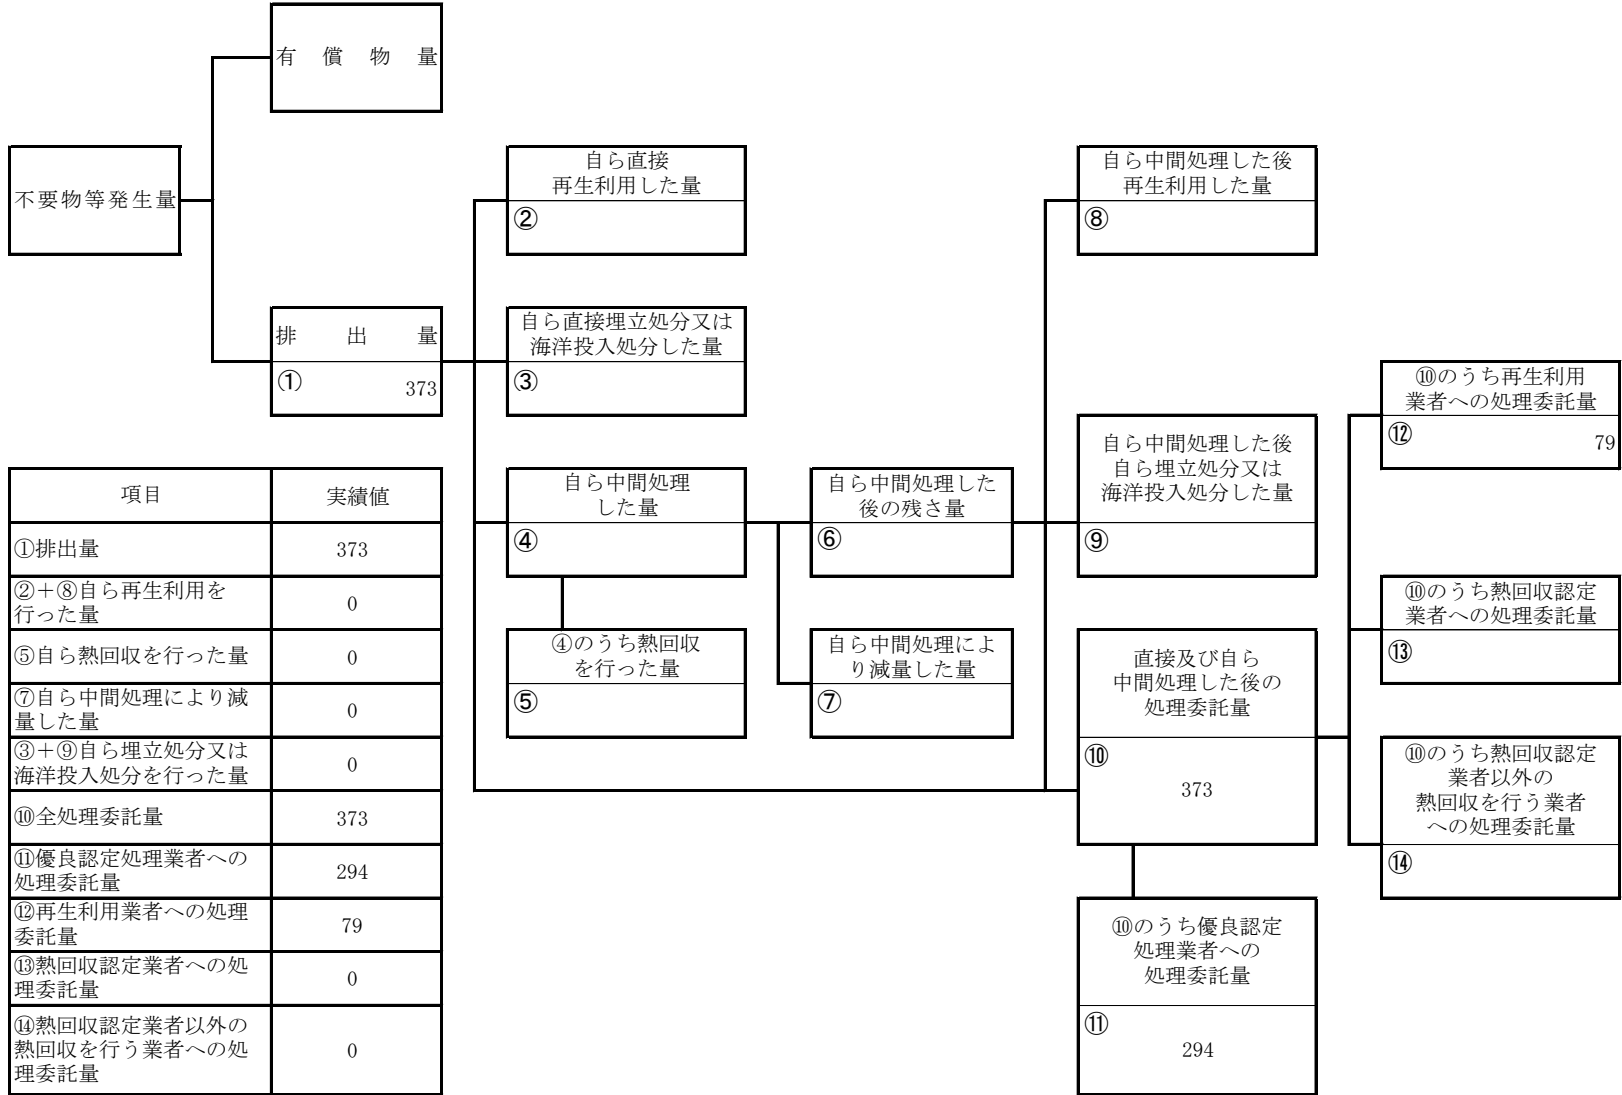 有償物量
不要物等発生量
排出量
① 373
自ら直接
再生利用した量
②
自ら直接埋立処分又は
海洋投入処分した量
③
自ら中間処理
した量
④
④のうち熱回収
を行った量
⑤
自ら中間処理した
後の残さ量
⑥
自ら中間処理によ
り減量した量
⑦
自ら中間処理した後
再生利用した量
⑧
自ら中間処理した後
自ら埋立処分又は
海洋投入処分した量
⑨
直接及び自ら
中間処理した後の
処理委託量
⑩
373
⑩のうち優良認定
処理業者への
処理委託量
⑪
294
⑩のうち再生利用
業者への処理委託量
⑫ 79
⑩のうち熱回収認定
業者への処理委託量
⑬
⑩のうち熱回収認定
業者以外の
熱回収を行う業者
への処理委託量
⑭
項目 実績値
①排出量 373
②+⑧自ら再生利用を
行った量 0
⑤自ら熱回収を行った量 0
⑦自ら中間処理により減
量した量 0
③+⑨自ら埋立処分又は
海洋投入処分を行った量 0
⑩全処理委託量 373
⑪優良認定処理業者への
処理委託量 294
⑫再生利用業者への処理
委託量 79
⑬熱回収認定業者への処
理委託量 0
⑭熱回収認定業者以外の
熱回収を行う業者への処
理委託量 0